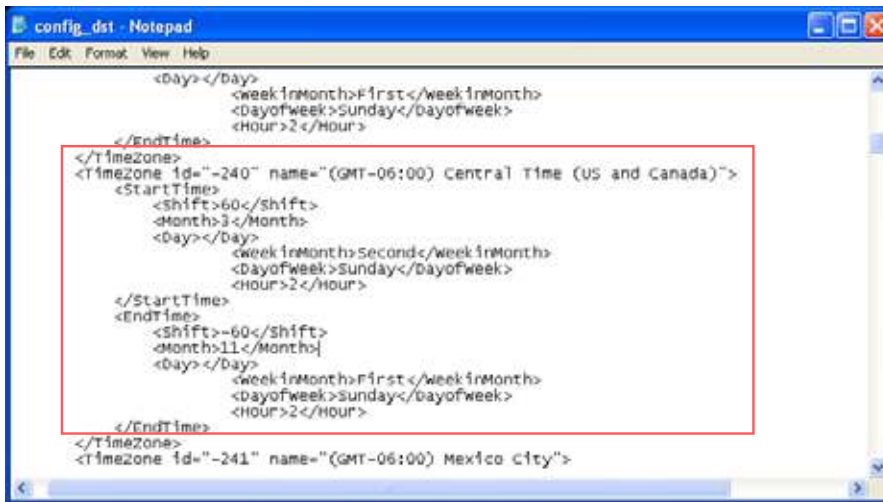 config_dst - Notepad
File Edit Format View Help
<Day></Day>
<WeekinMonth>First</WeekinMonth>
<DayofWeek>Sunday</DayofWeek>
<Hour>2</Hour>
</EndTime>
</TimeZone>
<TimeZone id="-240" name="(GMT-06:00) Central Time (US and Canada)">
<StartTime>
<Shift>60</Shift>
<Month>3</Month>
<Day></Day>
<WeekinMonth>Second</WeekinMonth>
<DayofWeek>Sunday</DayofWeek>
<Hour>2</Hour>
</StartTime>
<EndTime>
<Shift>-60</Shift>
<Month>11</Month>
<Day></Day>
<WeekinMonth>First</WeekinMonth>
<DayofWeek>Sunday</DayofWeek>
<Hour>2</Hour>
</EndTime>
</TimeZone>
<TimeZone id="-241" name="(GMT-06:00) Mexico City">